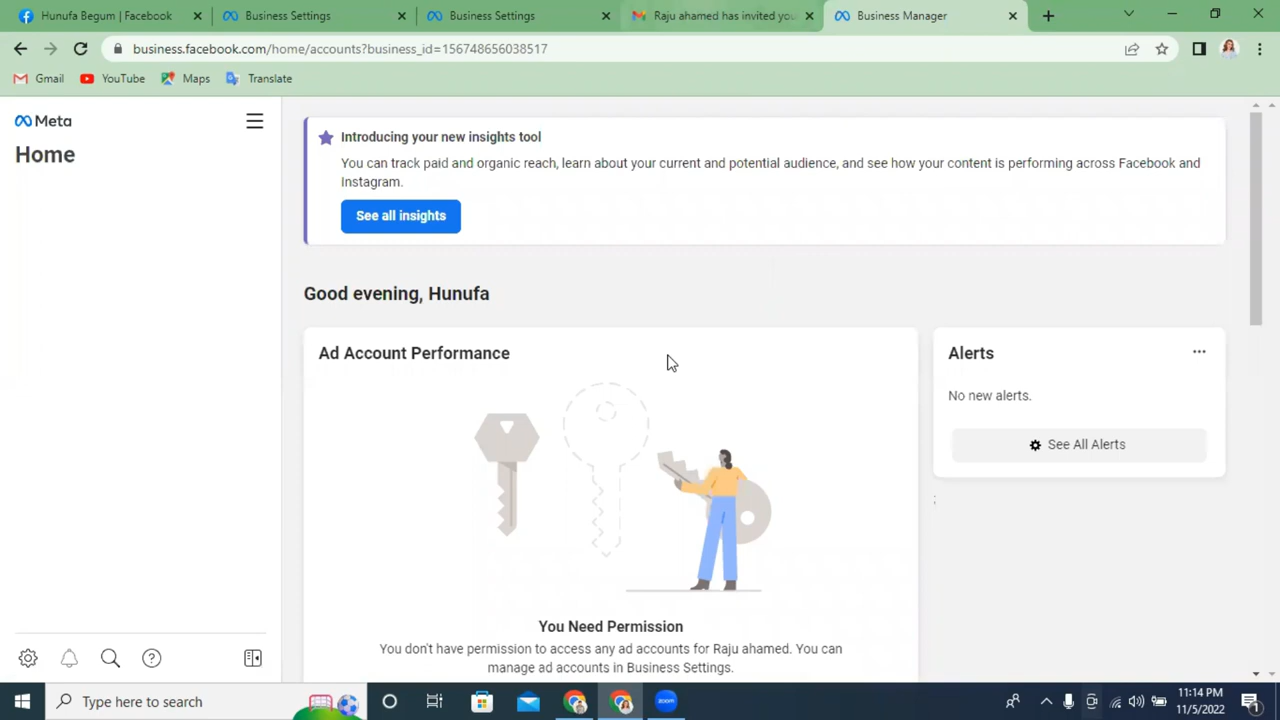 Hunufa Begum | Facebook
Business Settings
Business Settings
Raju ahamed has invited you
Business Manager
business.facebook.com/home/accounts?business_id=156748656038517
Gmail
YouTube
Maps
Translate
Meta
Home
Introducing your new insights tool
You can track paid and organic reach, learn about your current and potential audience, and see how your content is performing across Facebook and
Instagram.
See all insights
Good evening, Hunufa
Ad Account Performance
Alerts
No new alerts.
See All Alerts
You Need Permission
You don't have permission to access any ad accounts for Raju ahamed. You can
manage ad accounts in Business Settings.
Type here to search
zoom
11:14 PM
11/5/2022
1